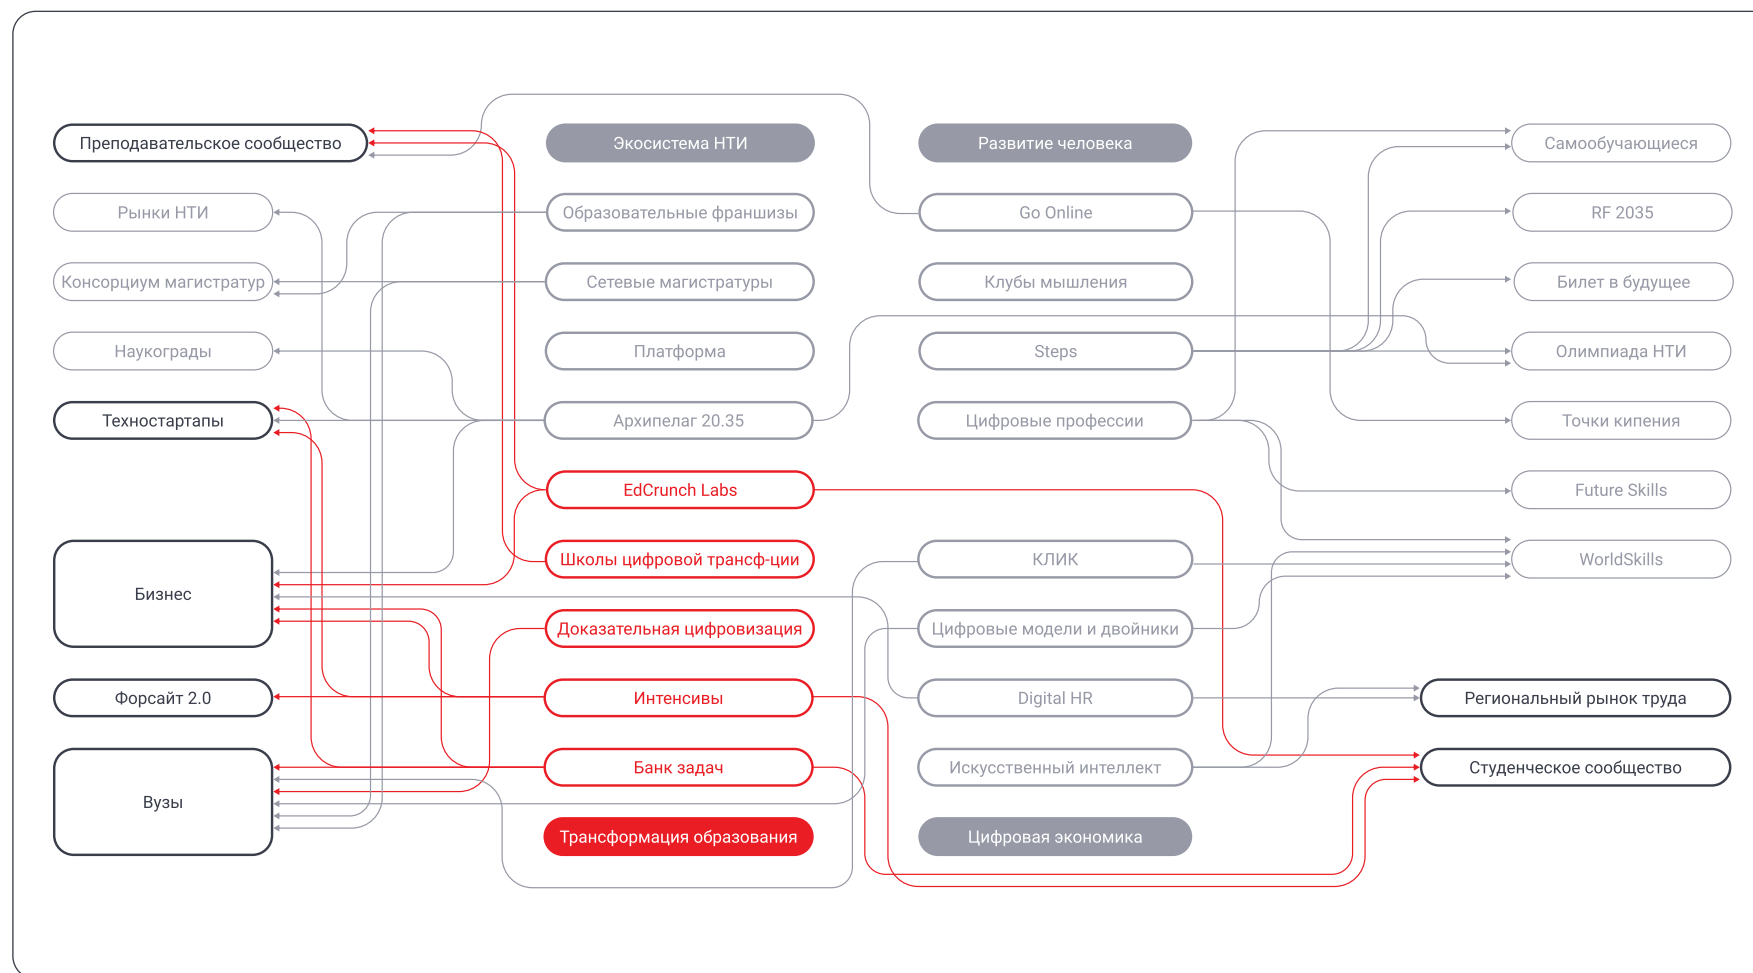 Преподавательское сообщество
Экосистема НТИ
Развитие человека
Самообучающиеся
Рынки НТИ
Образовательные франшизы
Go Online
RF 2035
Консорциум магистратур
Сетевые магистратуры
Клубы мышления
Билет в будущее
Наукограды
Платформа
Steps
Олимпиада НТИ
Техностартапы
Архипелаг 20.35
Цифровые профессии
Точки кипения
EdCrunch Labs
Future Skills
Бизнес
Школы цифровой трансф-ции
КЛИК
WorldSkills
Доказательная цифровизация
Цифровые модели и двойники
Форсайт 2.0
Интенсивы
Digital HR
Региональный рынок труда
Вузы
Банк задач
Искусственный интеллект
Студенческое сообщество
Трансформация образования
Цифровая экономика